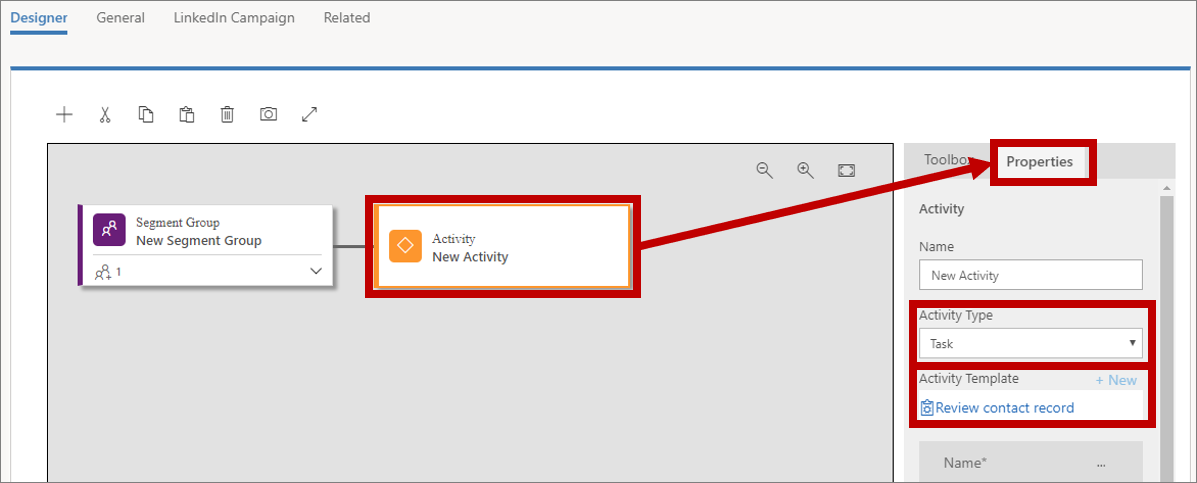 Designer General LinkedIn Campaign Related
Toolbox Properties
Segment Group
New Segment Group
1
Activity
New Activity
Activity
Name
New Activity
Activity Type
Task
Activity Template + New
Review contact record
Name* ...